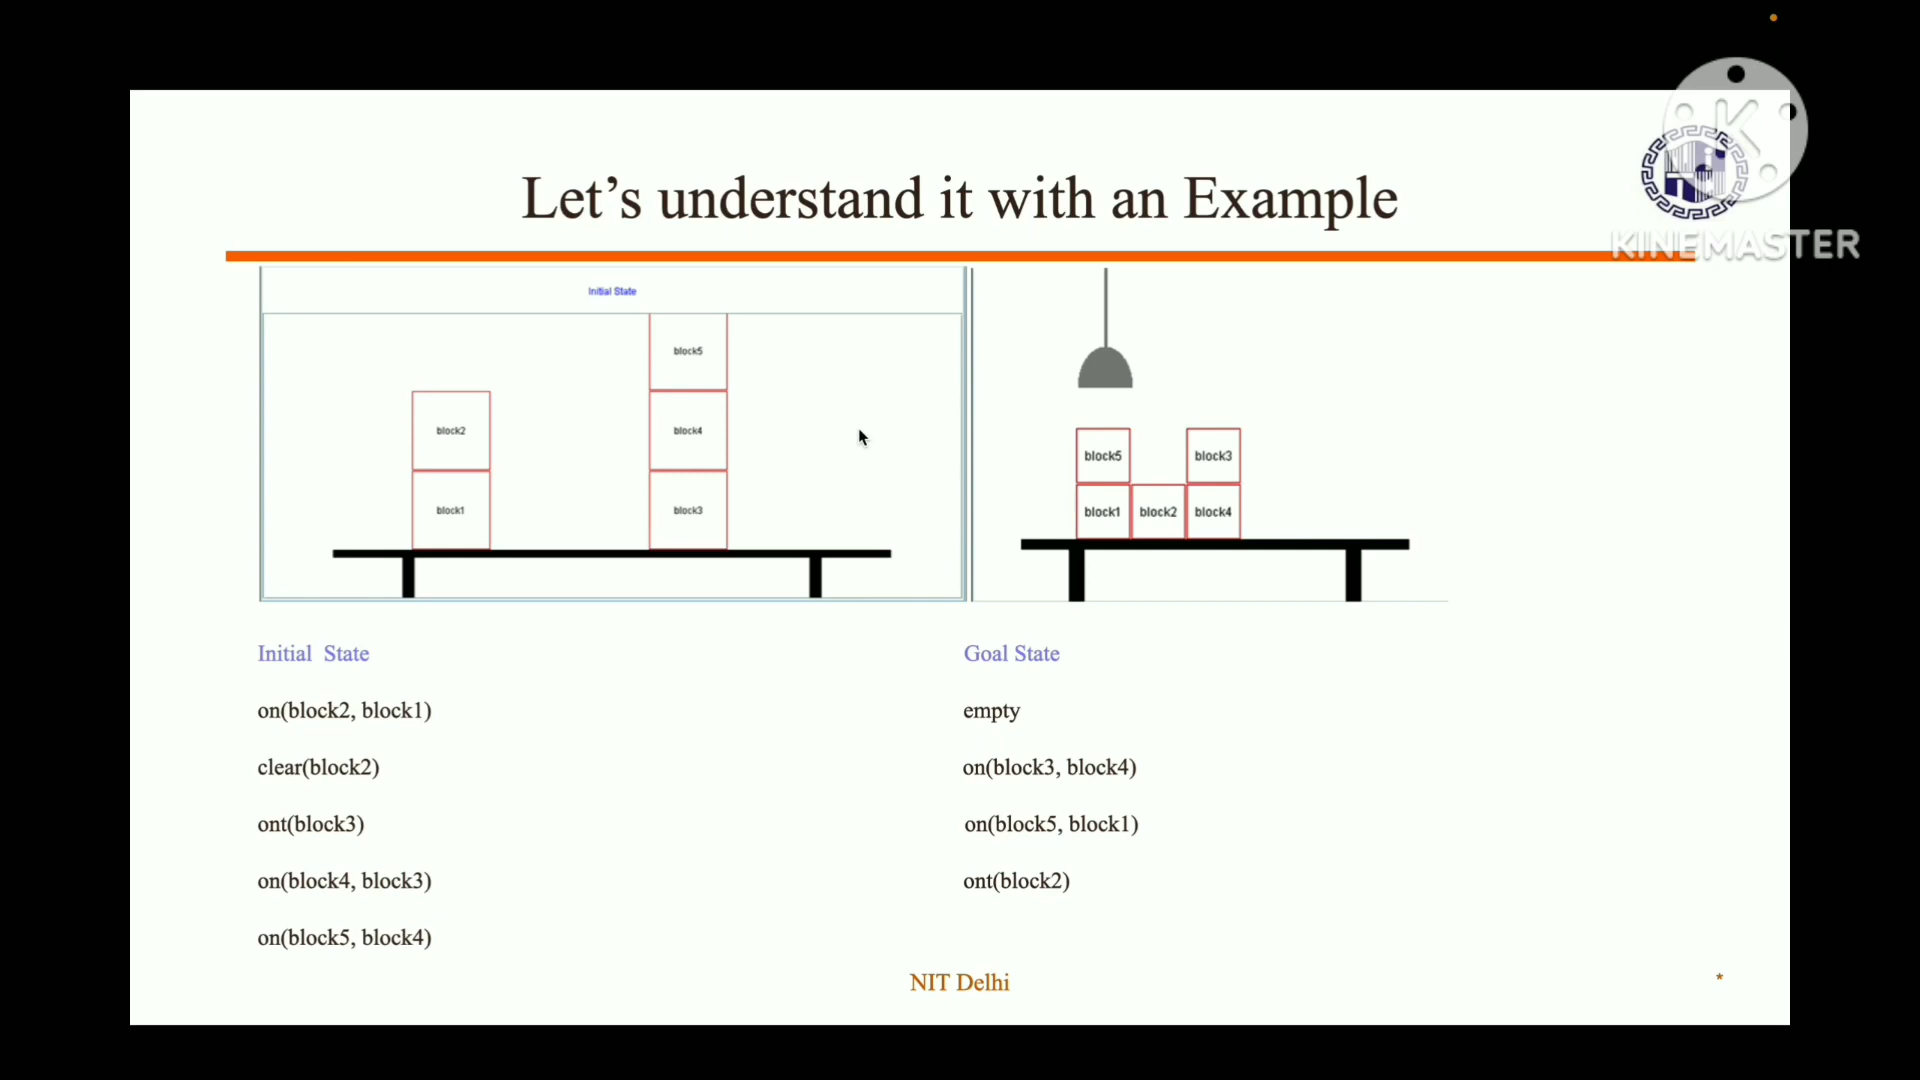 Let's understand it with an Example
KINEMASTER
Initial State
block5
block2
block4
block1
block3
block5
block3
block1
block2
block4
Initial State
on(block2, block1)
clear(block2)
ont(block3)
on(block4, block3)
on(block5, block4)
Goal State
empty
on(block3, block4)
on(block5, block1)
ont(block2)
NIT Delhi
*